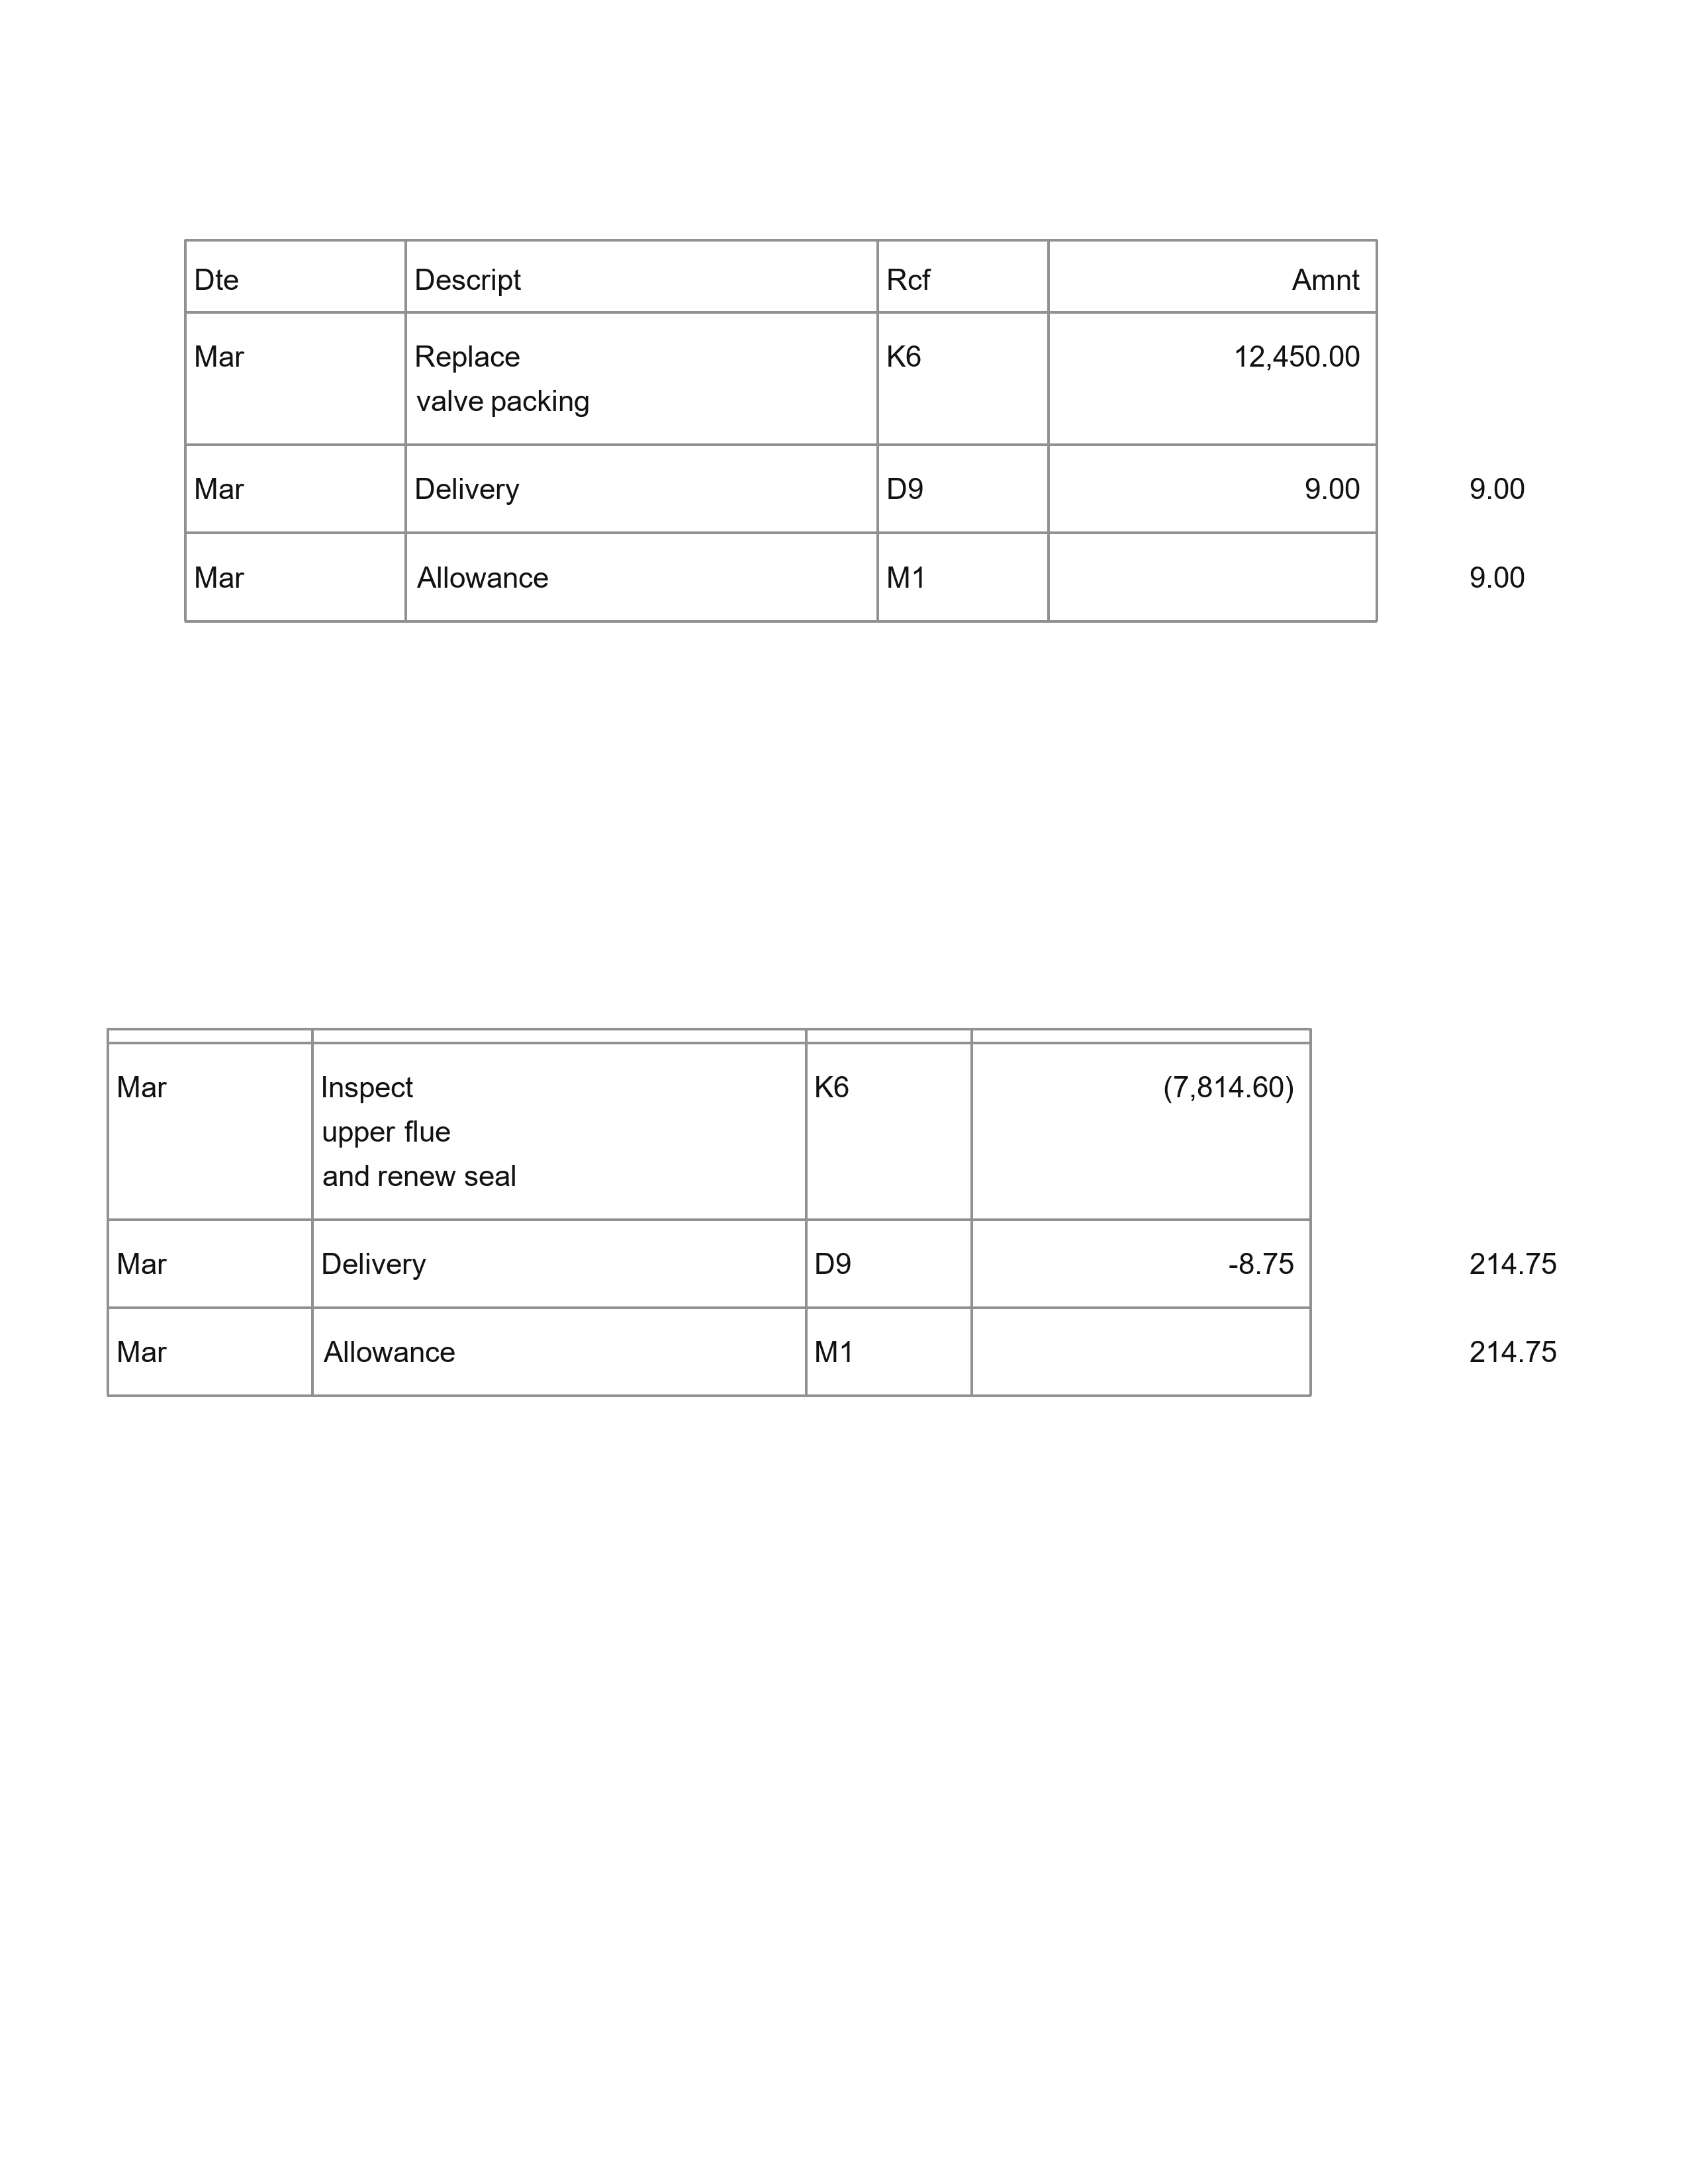 Dte Descript Rcf Amnt
Mar Replace K6 12,450.00
valve packing
Mar Delivery D9 9.00 9.00
Mar Allowance M1 9.00
Mar Inspect K6 (7,814.60)
upper flue
and renew seal
Mar Delivery D9 -8.75 214.75
Mar Allowance M1 214.75